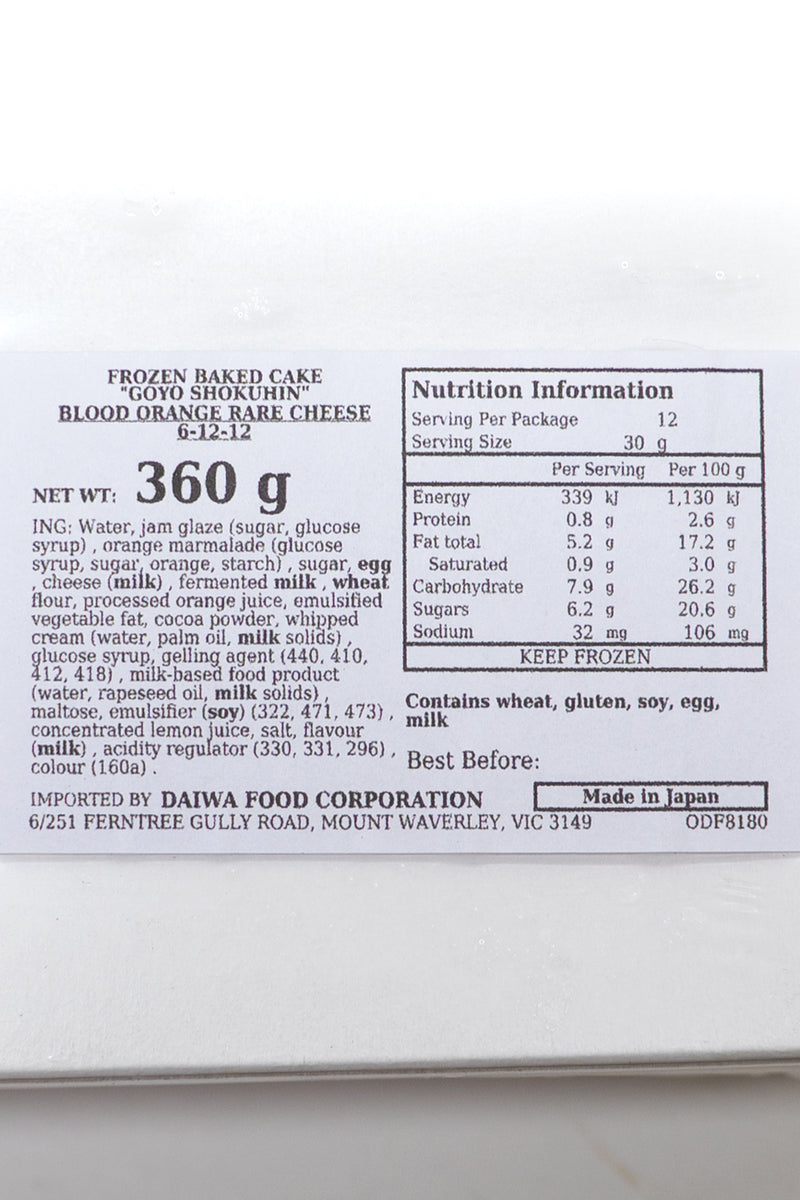 FROZEN BAKED CAKE
"GOYO SHOKUHIN"
BLOOD ORANGE RARE CHEESE
6-12-12
NET WT: 360 g
ING: Water, jam glaze (sugar, glucose
syrup) , orange marmalade (glucose
syrup, sugar, orange, starch) , sugar, egg
, cheese (milk) , fermented milk , wheat
flour, processed orange juice, emulsified
vegetable fat, cocoa powder, whipped
cream (water, palm oil, milk solids) ,
glucose syrup, gelling agent (440, 410,
412, 418) , milk-based food product
(water, rapeseed oil, milk solids) ,
maltose, emulsifier (soy) (322, 471, 473) ,
concentrated lemon juice, salt, flavour
(milk) , acidity regulator (330, 331, 296) ,
colour (160a) .
Nutrition Information
Serving Per Package 12
Serving Size 30 g
Per Serving Per 100 g
Energy 339 kJ 1,130 kJ
Protein 0.8 g 2.6 g
Fat total 5.2 g 17.2 g
Saturated 0.9 g 3.0 g
Carbohydrate 7.9 g 26.2 g
Sugars 6.2 g 20.6 g
Sodium 32 mg 106 mg
KEEP FROZEN
Contains wheat, gluten, soy, egg,
milk
Best Before:
IMPORTED BY DAIWA FOOD CORPORATION
Made in Japan
6/251 FERNTREE GULLY ROAD, MOUNT WAVERLEY, VIC 3149
ODF8180